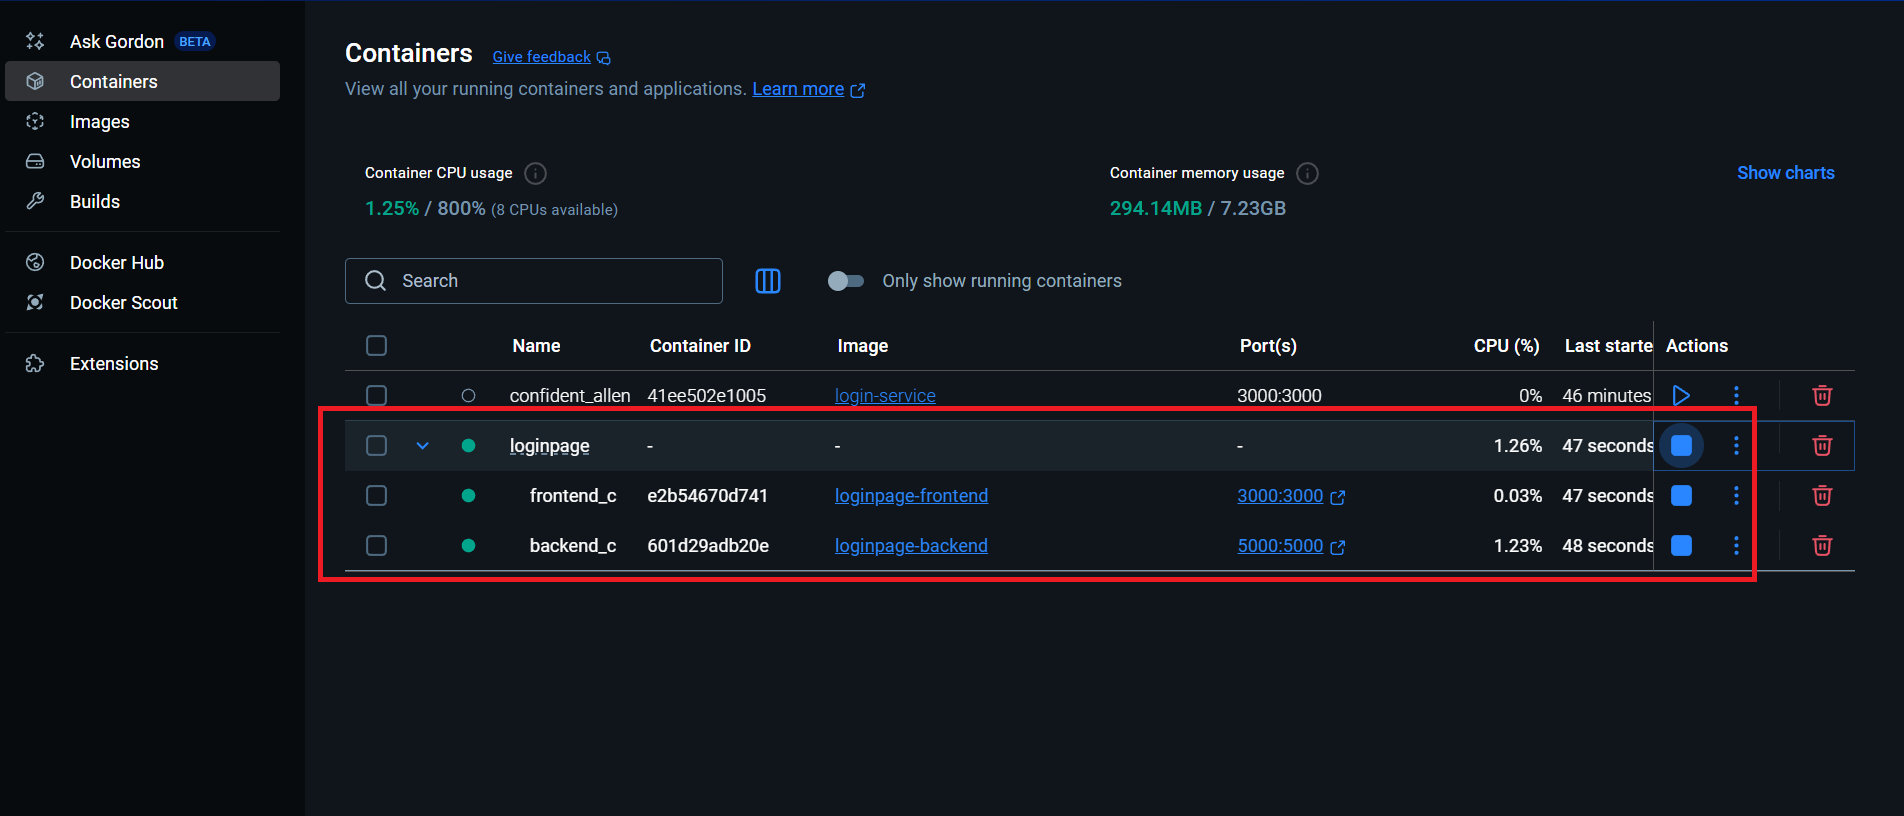 Ask Gordon BETA
Containers
Images
Volumes
Builds
Docker Hub
Docker Scout
Extensions
Containers Give feedback
View all your running containers and applications. Learn more
Container CPU usage
1.25% / 800% (8 CPUs available)
Container memory usage
294.14MB / 7.23GB
Show charts
Search
Only show running containers
Name Container ID Image Port(s) CPU (%) Last starte Actions
confident_allen 41ee502e1005 login-service 3000:3000 0% 46 minutes
loginpage - - - 1.26% 47 seconds
frontend_c e2b54670d741 loginpage-frontend 3000:3000 0.03% 47 seconds
backend_c 601d29adb20e loginpage-backend 5000:5000 1.23% 48 seconds